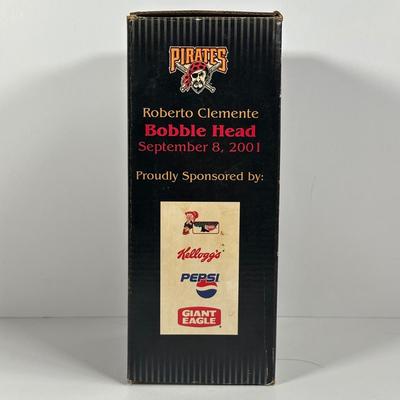 PIRATES
Roberto Clemente
Bobble Head
September 8, 2001
Proudly Sponsored by:
Kellogg's
PEPSI
GIANT
EAGLE